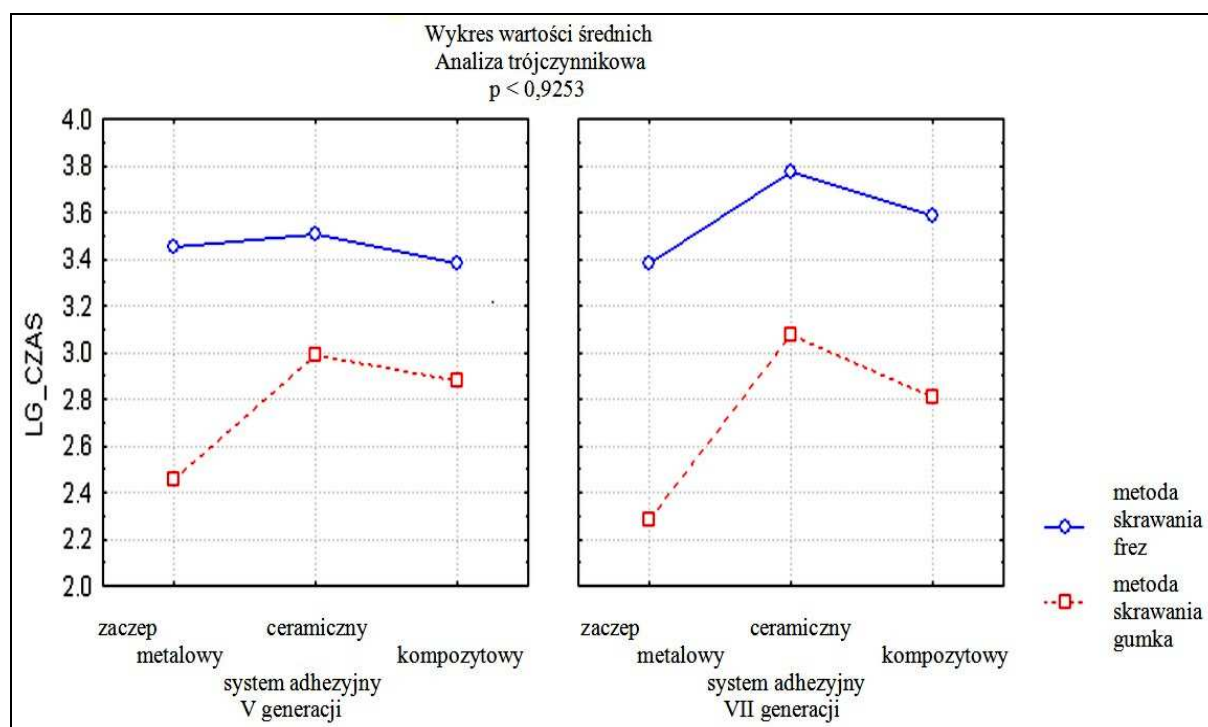 Wykres wartości średnich
Analiza trójczynnikowa
p < 0,9253
LG_CZAS
4.0
3.8
3.6
3.4
3.2
3.0
2.8
2.6
2.4
2.2
2.0
zaczep
metalowy
ceramiczny
kompozytowy
system adhezyjny
V generacji
zaczep
metalowy
ceramiczny
kompozytowy
system adhezyjny
VII generacji
metoda
skrawania
frez
metoda
skrawania
gumka